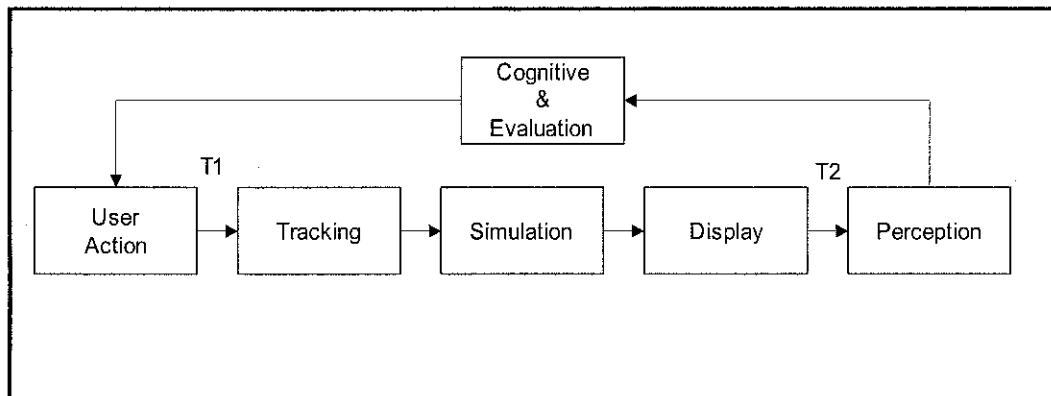 Cognitive
&
Evaluation
T1
T2
User
Action
Tracking
Simulation
Display
Perception